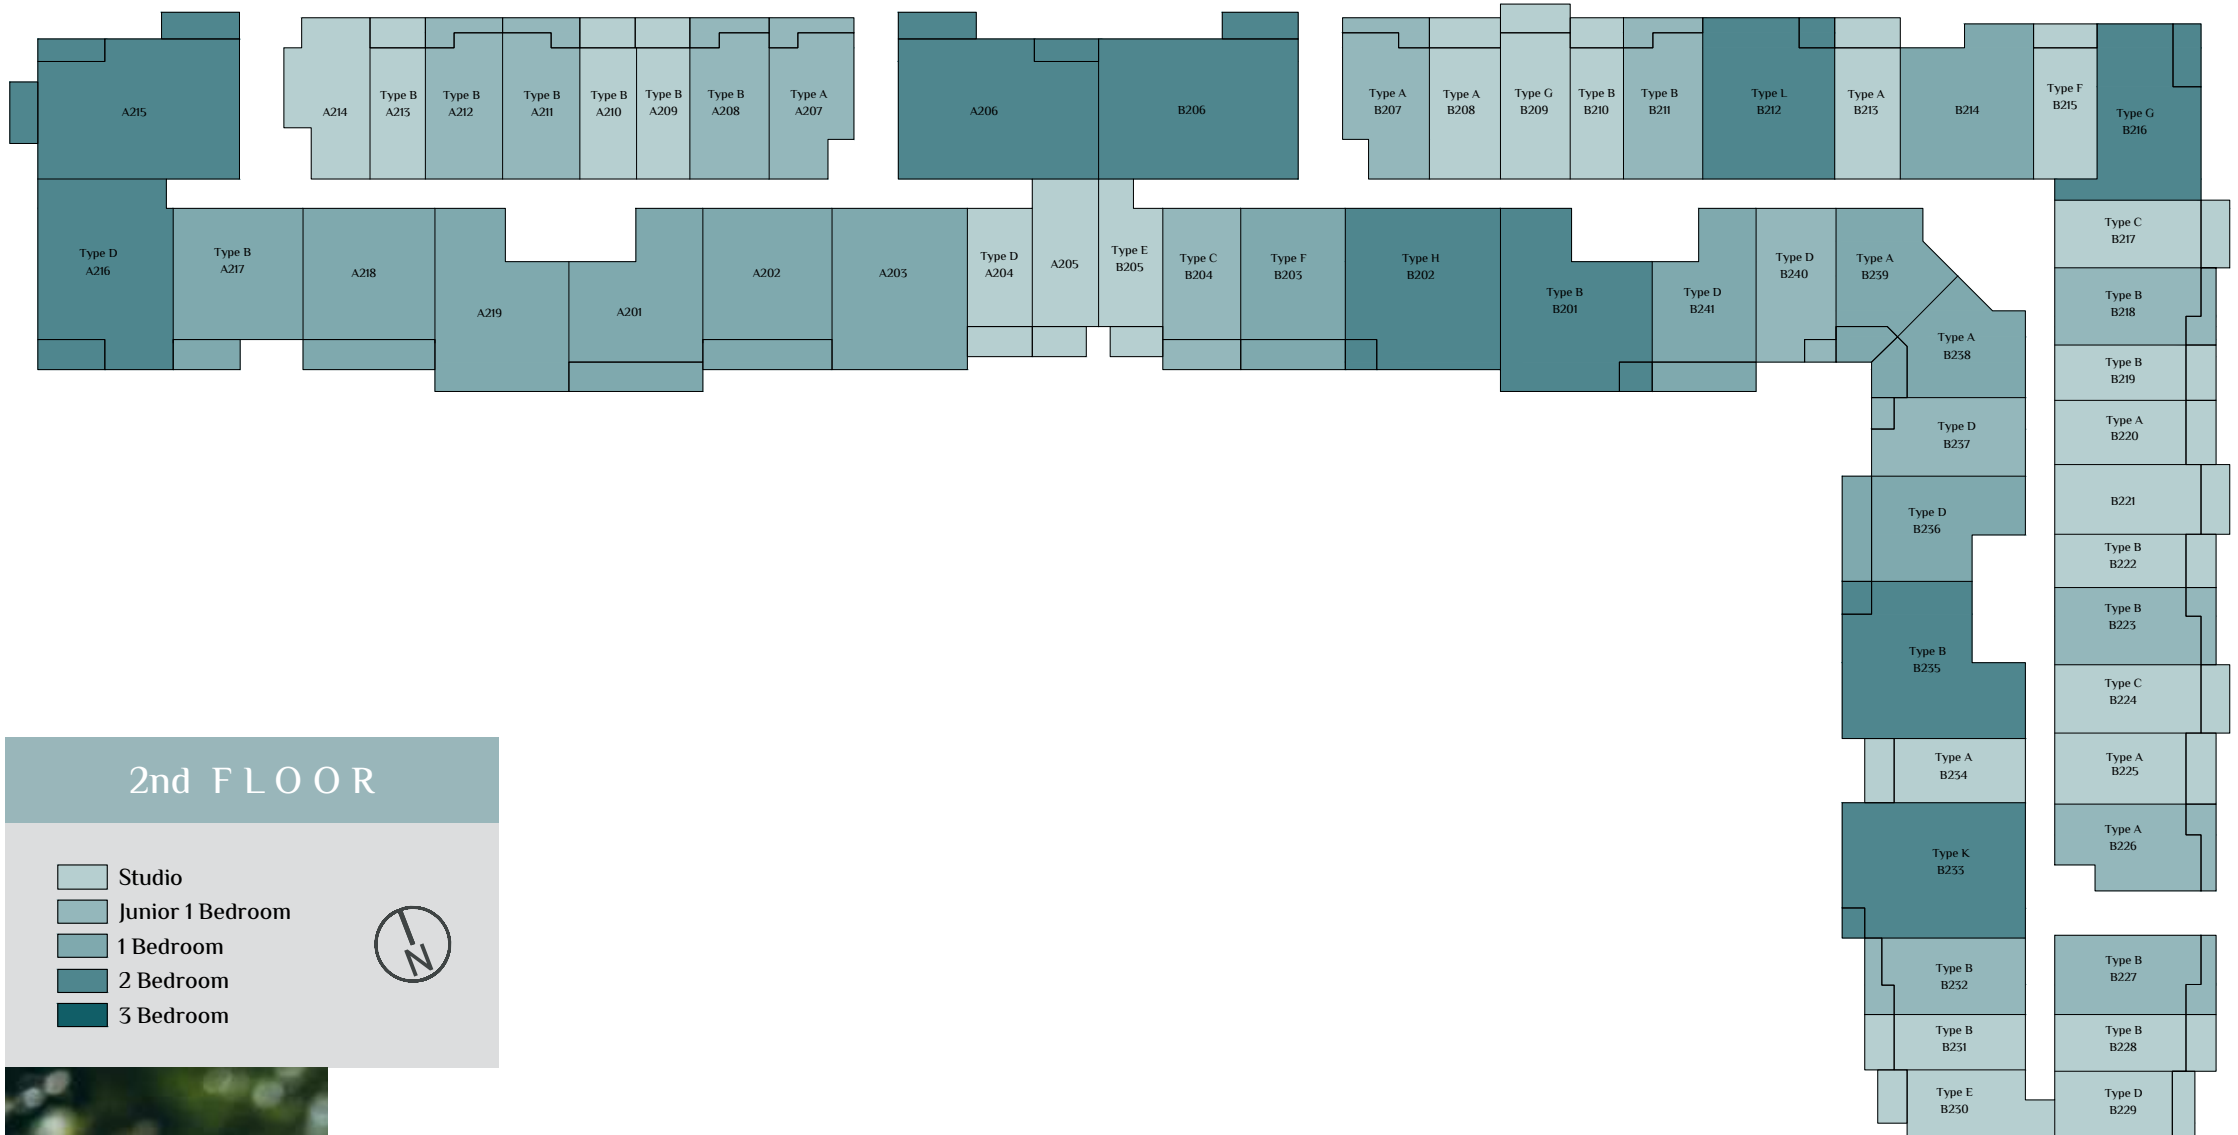 A215
A214
Type B
A213
Type B
A212
Type B
A211
Type B
A210
Type B
A209
Type B
A208
Type A
A207
A206
B206
Type A
B207
Type A
B208
Type G
B209
Type B
B210
Type B
B211
Type L
B212
Type A
B213
B214
Type F
B215
Type G
B216
Type D
A216
Type B
A217
A218
A219
A201
A202
A203
Type D
A204
A205
Type E
B205
Type C
B204
Type F
B203
Type H
B202
Type B
B201
Type D
B241
Type D
B240
Type A
B239
Type A
B238
Type D
B237
Type D
B236
Type B
B235
Type A
B234
Type K
B233
Type B
B232
Type B
B231
Type E
B230
Type C
B217
Type B
B218
Type B
B219
Type A
B220
B221
Type B
B222
Type B
B223
Type C
B224
Type A
B225
Type A
B226
Type B
B227
Type B
B228
Type D
B229
2nd FLOOR
Studio
Junior 1 Bedroom
1 Bedroom
2 Bedroom
3 Bedroom
N